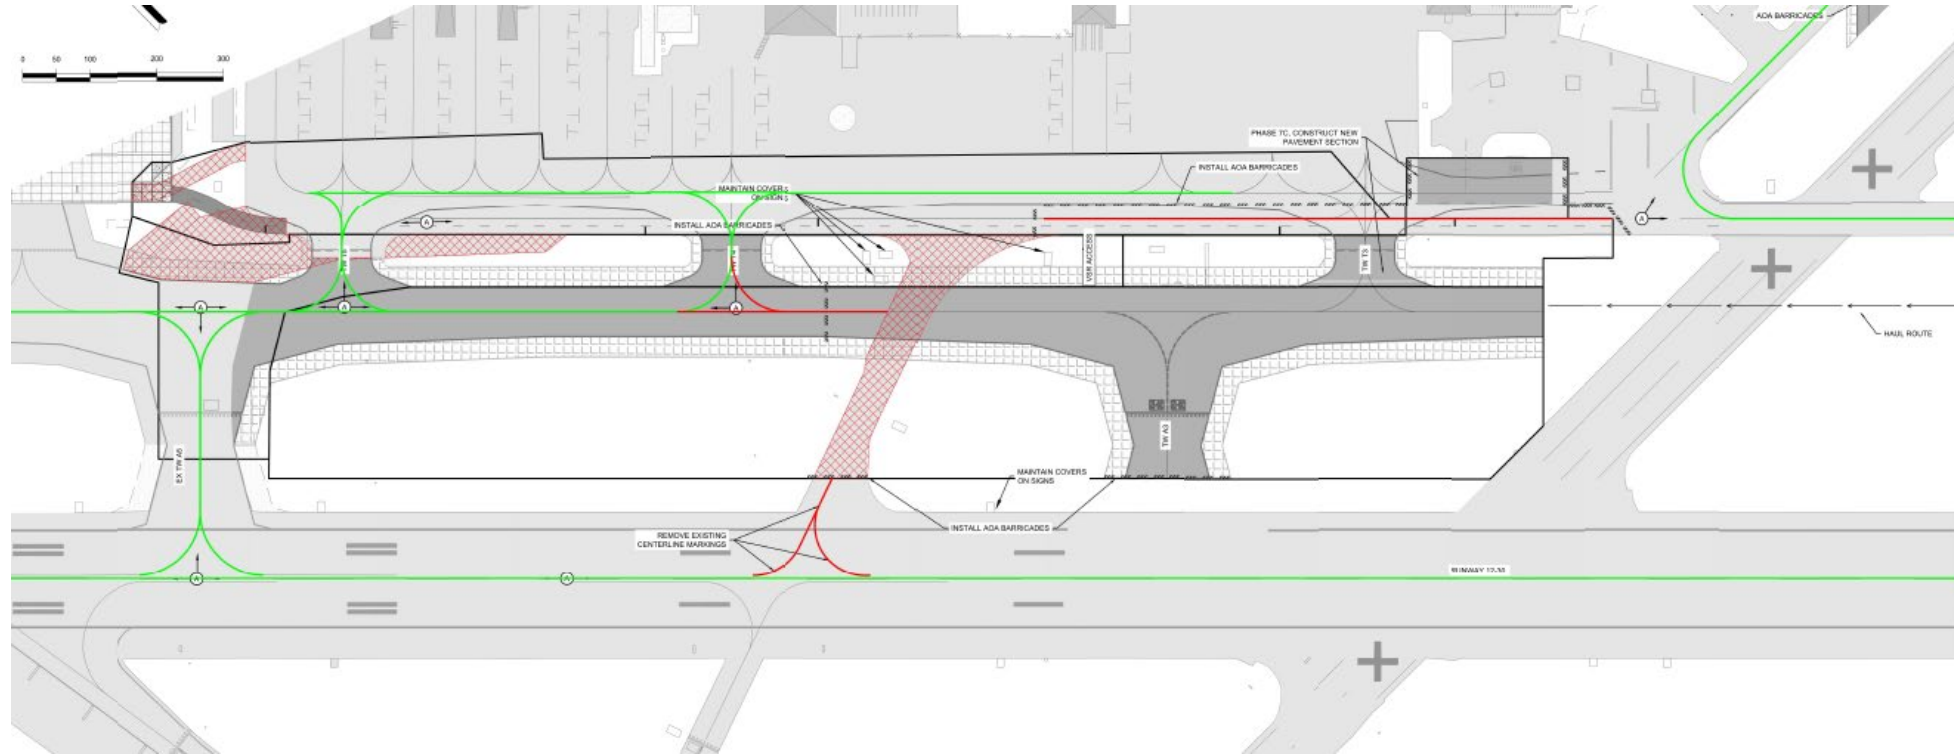 AOA BARRICADES
0 50 100 200 300
PHASE 7C, CONSTRUCT NEW
PAVEMENT SECTION
INSTALL AOA BARRICADES
MAINTAIN COVERS
ON SIGNS
A
INSTALL AOA BARRICADES
A
VSR ACCESS
TW T3
A
A
A
HAUL ROUTE
EX TW A5
TW A3
MAINTAIN COVERS
ON SIGNS
INSTALL AOA BARRICADES
REMOVE EXISTING
CENTERLINE MARKINGS
A
A
RUNWAY 12-30